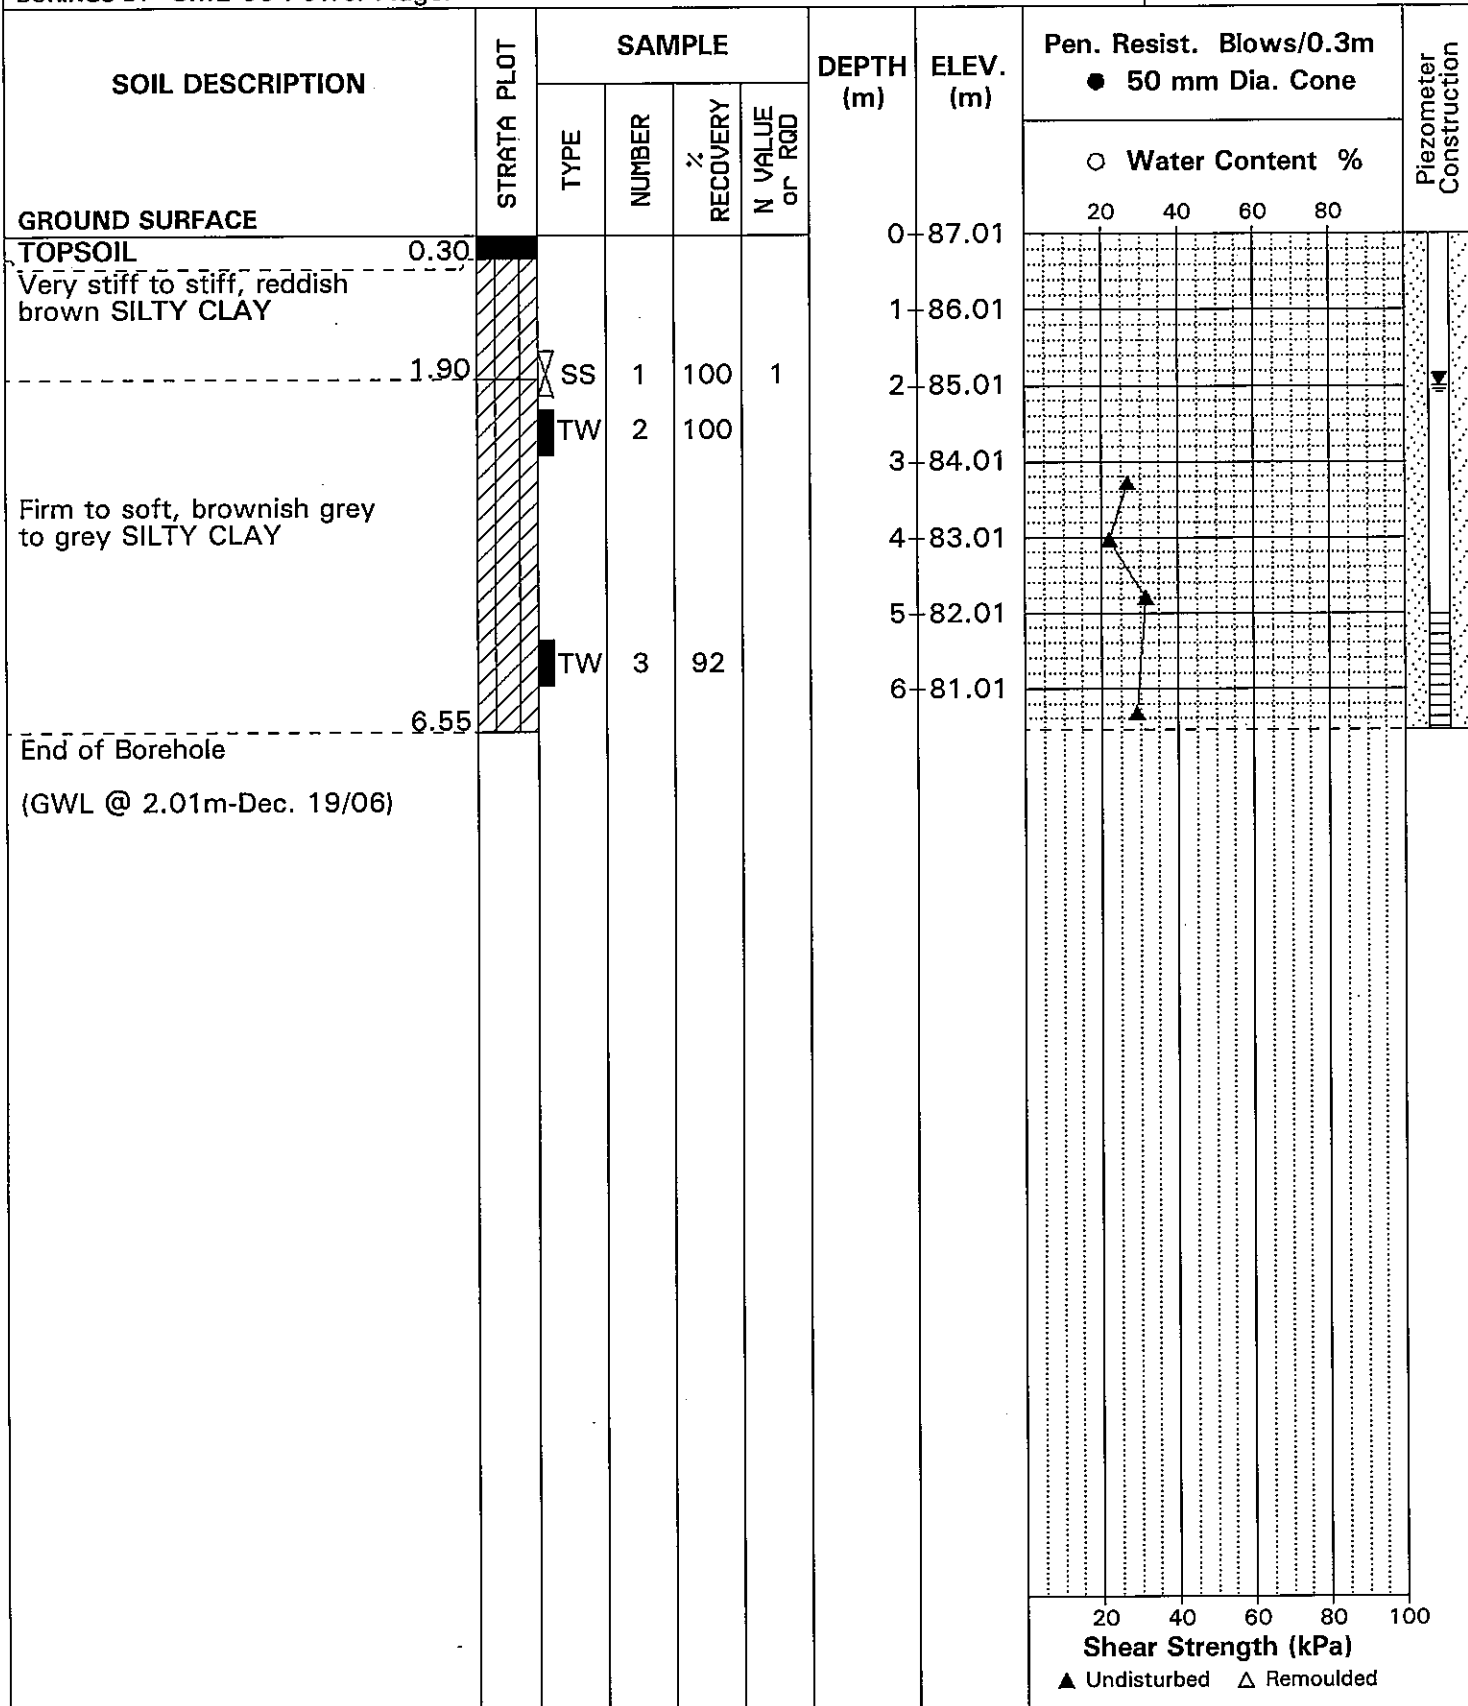 SOIL DESCRIPTION
GROUND SURFACE
STRATA PLOT
SAMPLE
TYPE
NUMBER
% RECOVERY
N VALUE or RQD
DEPTH (m)
ELEV. (m)
Pen. Resist. Blows/0.3m
● 50 mm Dia. Cone
○ Water Content %
20 40 60 80
Piezometer Construction
TOPSOIL 0.30
Very stiff to stiff, reddish
brown SILTY CLAY
1.90
Firm to soft, brownish grey
to grey SILTY CLAY
6.55
End of Borehole
(GWL @ 2.01m-Dec. 19/06)
SS 1 100 1
TW 2 100
TW 3 92
0 87.01
1 86.01
2 85.01
3 84.01
4 83.01
5 82.01
6 81.01
20 40 60 80 100
Shear Strength (kPa)
▲ Undisturbed △ Remoulded